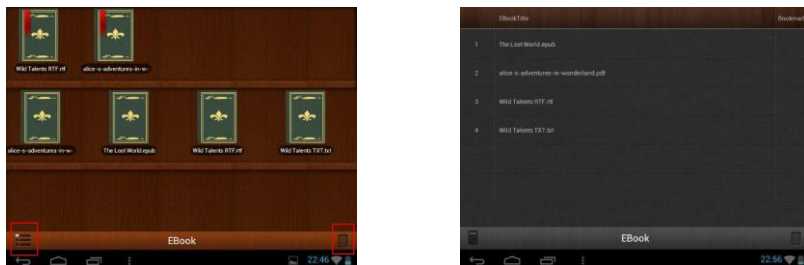 Wild Talents RTF.rtf
alice-s-adventures-in-w
alice-s-adventures-in-w
The Lost World.epub
Wild Talents RTF.rtf
Wild Talents TXT.txt
EBook
22:46
EBookTitle
Bookmark
1 The Lost World.epub
2 alice-s-adventures-in-wonderland.pdf
3 Wild Talents RTF.rtf
4 Wild Talents TXT.txt
EBook
22:56